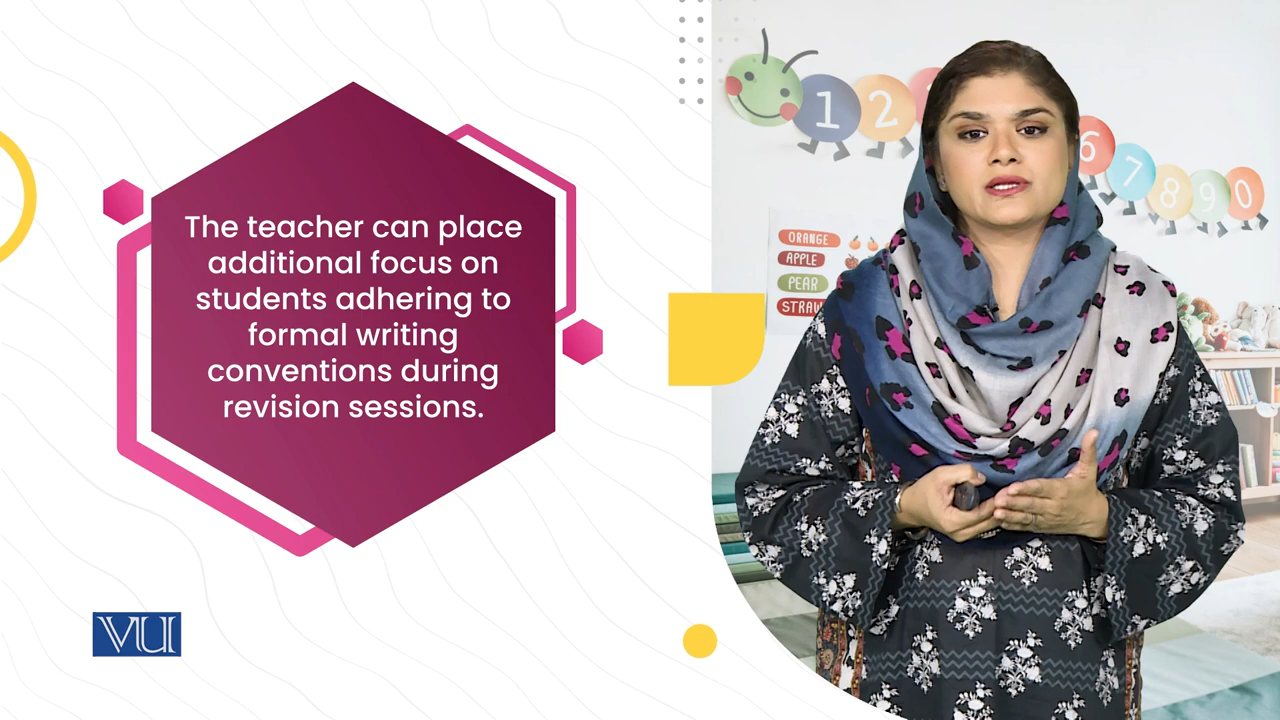 The teacher can place
additional focus on
students adhering to
formal writing
conventions during
revision sessions.
VU
1 2
6 7 8 9 0
ORANGE
APPLE
PEAR